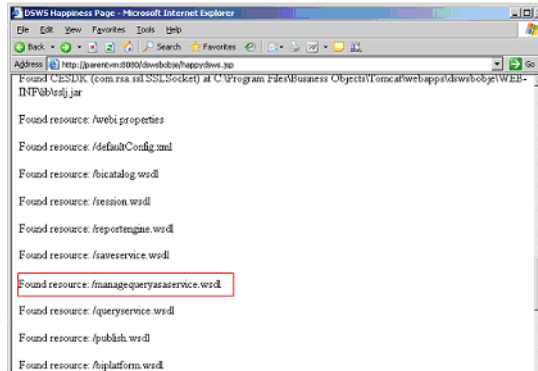 DSWS Happiness Page - Microsoft Internet Explorer
File Edit View Favorites Tools Help
Back Search Favorites
Address http://parentvm:8080/dswsbobje/happydsws.jsp Go
Found CESDK (com.rsa.ssl.SSLSocket) at C:\Program Files\Business Objects\Tomcat\webapps\dswsbobje\WEB-
INF\lib\sslj.jar
Found resource: /webi.properties
Found resource: /defaultConfig.xml
Found resource: /bicatalog.wsdl
Found resource: /session.wsdl
Found resource: /reportengine.wsdl
Found resource: /saveservice.wsdl
Found resource: /managequeryasaservice.wsdl
Found resource: /queryservice.wsdl
Found resource: /publish.wsdl
Found resource: /biplatform.wsdl